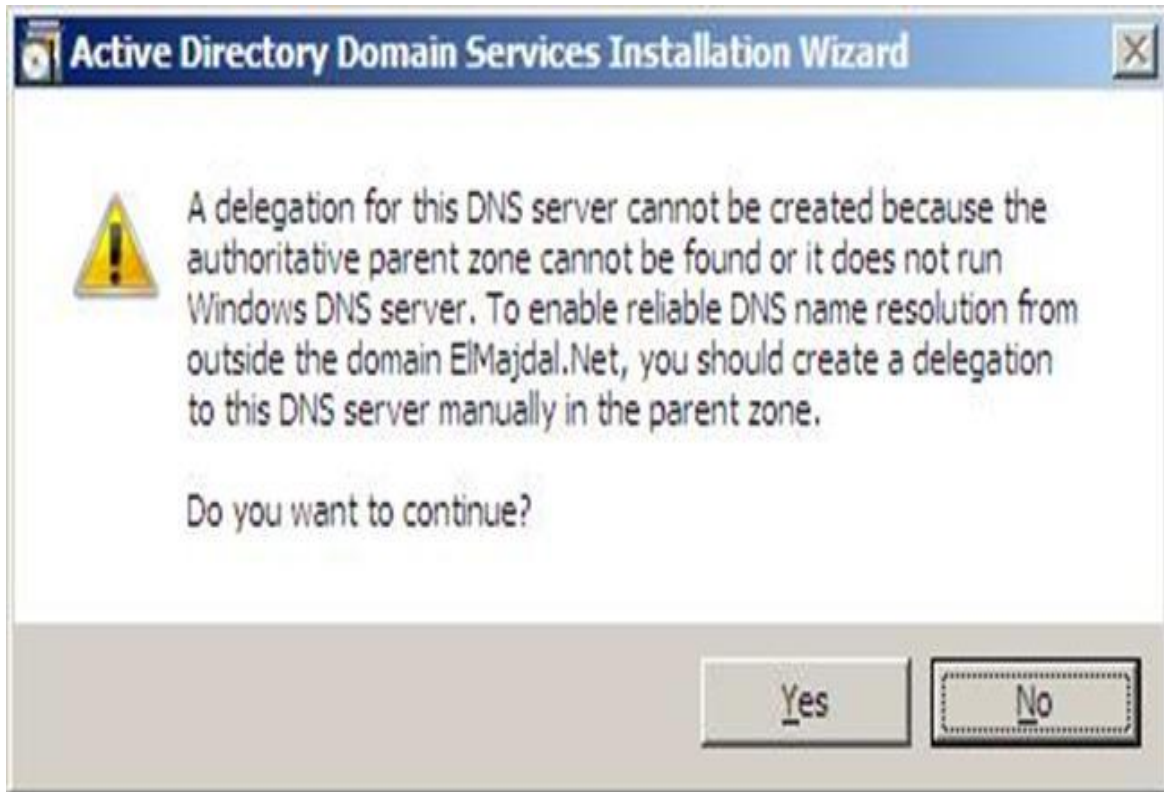 Active Directory Domain Services Installation Wizard
A delegation for this DNS server cannot be created because the
authoritative parent zone cannot be found or it does not run
Windows DNS server. To enable reliable DNS name resolution from
outside the domain ElMajdal.Net, you should create a delegation
to this DNS server manually in the parent zone.
Do you want to continue?
Yes
No